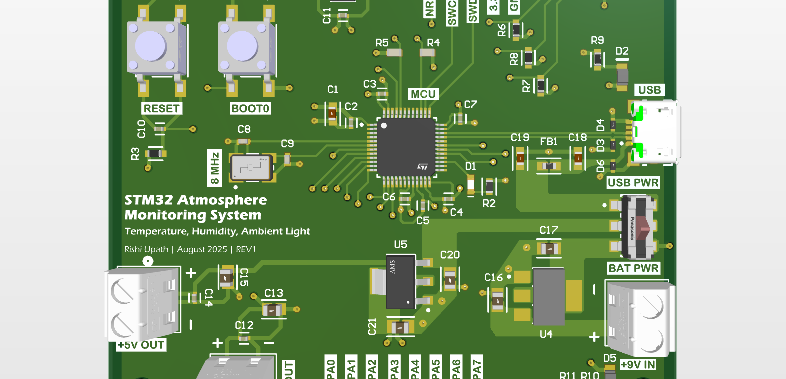 C11
NR
SWC
SWD
3.
GI
R6
R5
R4
R8
R9
D2
R7
C3
MCU
USB
RESET
BOOT0
C1
C2
C7
C10
C8
C9
R3
8 MHz
C19
FB1
C18
D4
D3
D6
D1
R2
USB PWR
C6
C5
C4
STM32 Atmosphere
Monitoring System
Temperature, Humidity, Ambient Light
Rishi Upath | August 2025 | REV1
C17
BAT PWR
U5
C20
C16
+
C15
C14
-
C13
C21
U4
-
+
+5V OUT
C12
+
-
OUT
+9V IN
D5
PA0
PA1
PA2
PA3
PA4
PA5
PA6
PA7
R11
R10